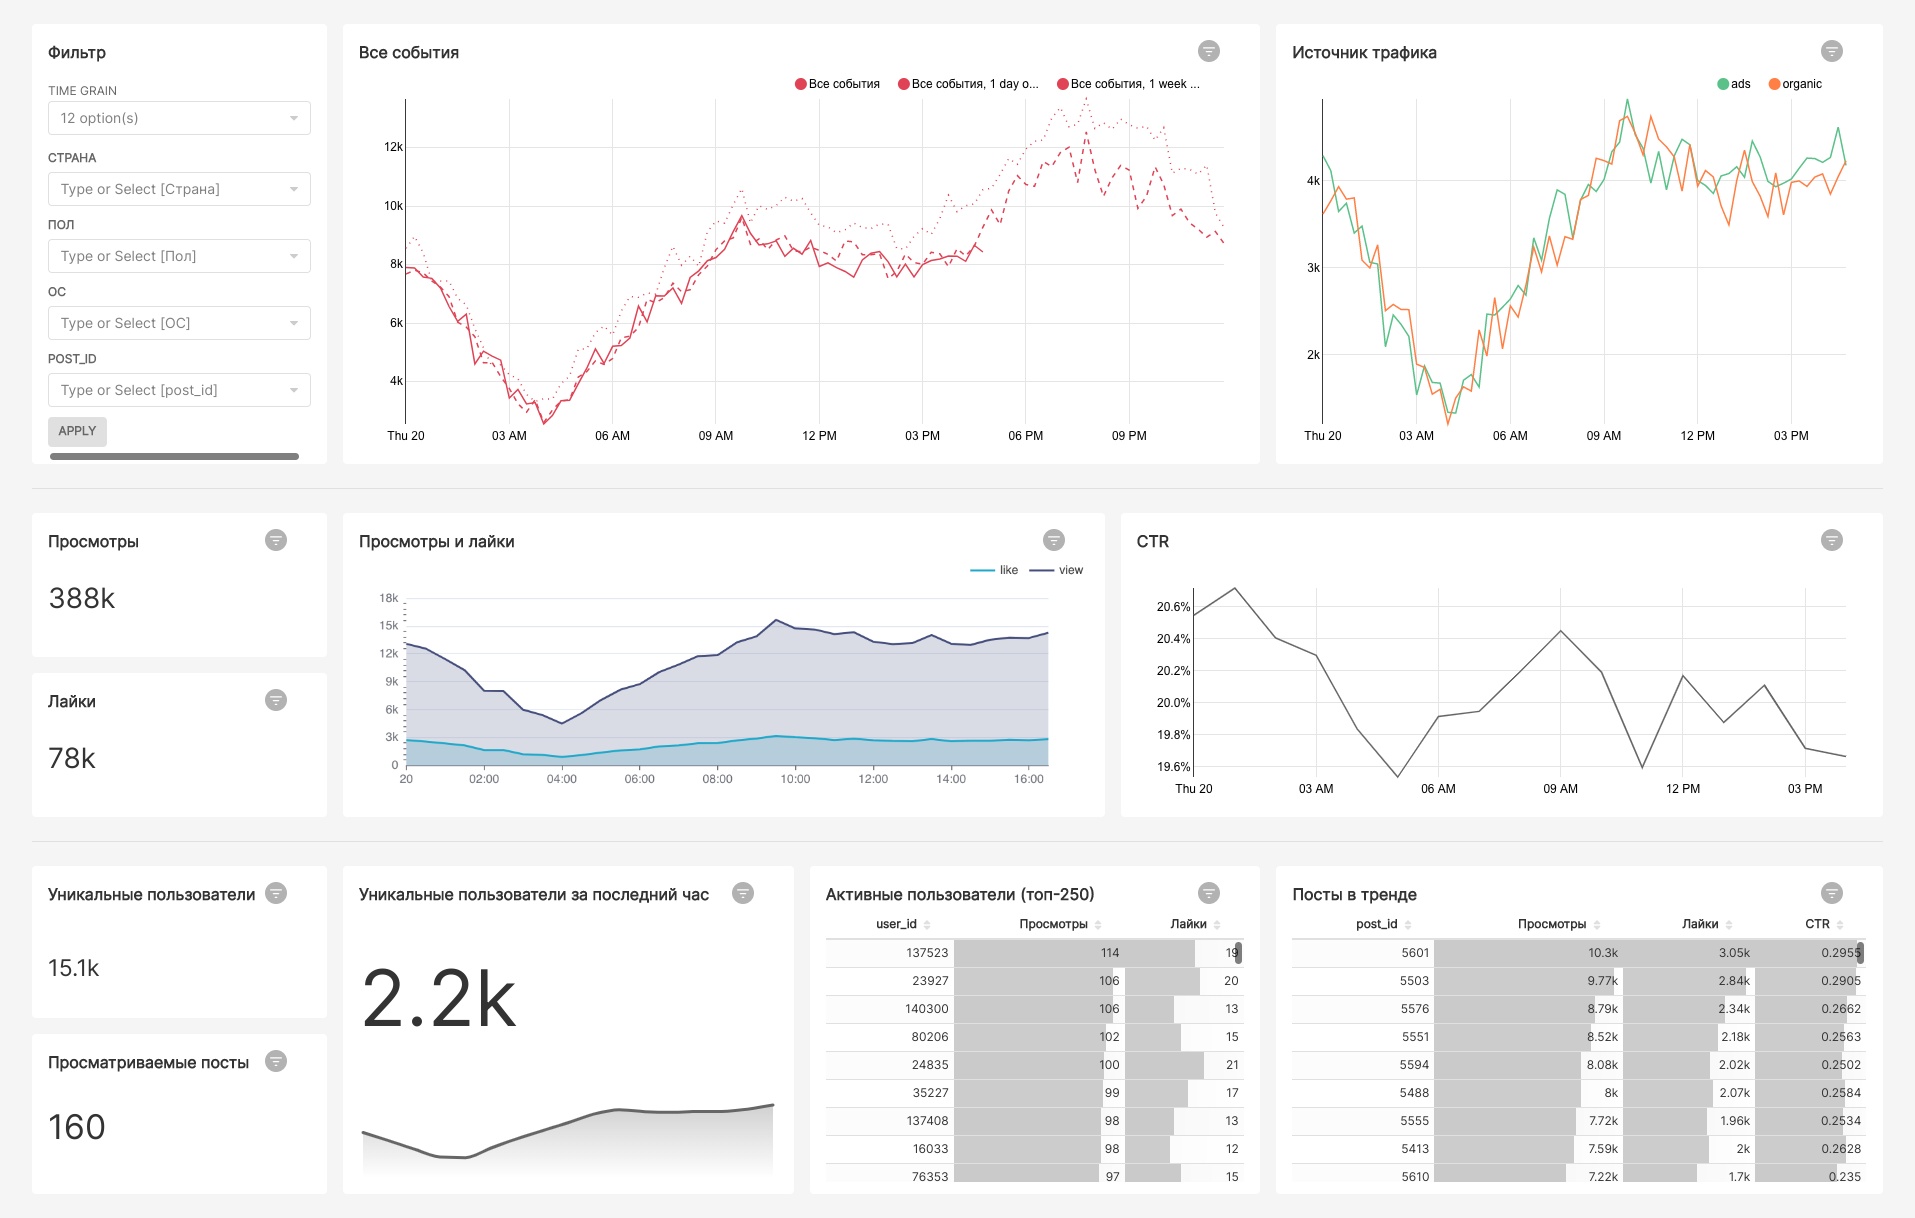 Фильтр
TIME GRAIN
12 option(s)
СТРАНА
Type or Select [Страна]
ПОЛ
Type or Select [Пол]
ОС
Type or Select [ОС]
POST_ID
Type or Select [post_id]
APPLY
Все события
Все события Все события, 1 day o... Все события, 1 week ...
12k
10k
8k
6k
4k
Thu 20 03 AM 06 AM 09 AM 12 PM 03 PM 06 PM 09 PM
Источник трафика
ads organic
4k
3k
2k
Thu 20 03 AM 06 AM 09 AM 12 PM 03 PM
Просмотры
388k
Лайки
78k
Просмотры и лайки
like view
18k
15k
12k
9k
6k
3k
0
20 02:00 04:00 06:00 08:00 10:00 12:00 14:00 16:00
CTR
20.6%
20.4%
20.2%
20.0%
19.8%
19.6%
Thu 20 03 AM 06 AM 09 AM 12 PM 03 PM
Уникальные пользователи
15.1k
Просматриваемые посты
160
Уникальные пользователи за последний час
2.2k
Активные пользователи (топ-250)
user_id Просмотры Лайки
137523 114 19
23927 106 20
140300 106 13
80206 102 15
24835 100 21
35227 99 17
137408 98 13
16033 98 12
76353 97 15
Посты в тренде
post_id Просмотры Лайки CTR
5601 10.3k 3.05k 0.2955
5503 9.77k 2.84k 0.2905
5576 8.79k 2.34k 0.2662
5551 8.52k 2.18k 0.2563
5594 8.08k 2.02k 0.2502
5488 8k 2.07k 0.2584
5555 7.72k 1.96k 0.2534
5413 7.59k 2k 0.2628
5610 7.22k 1.7k 0.235